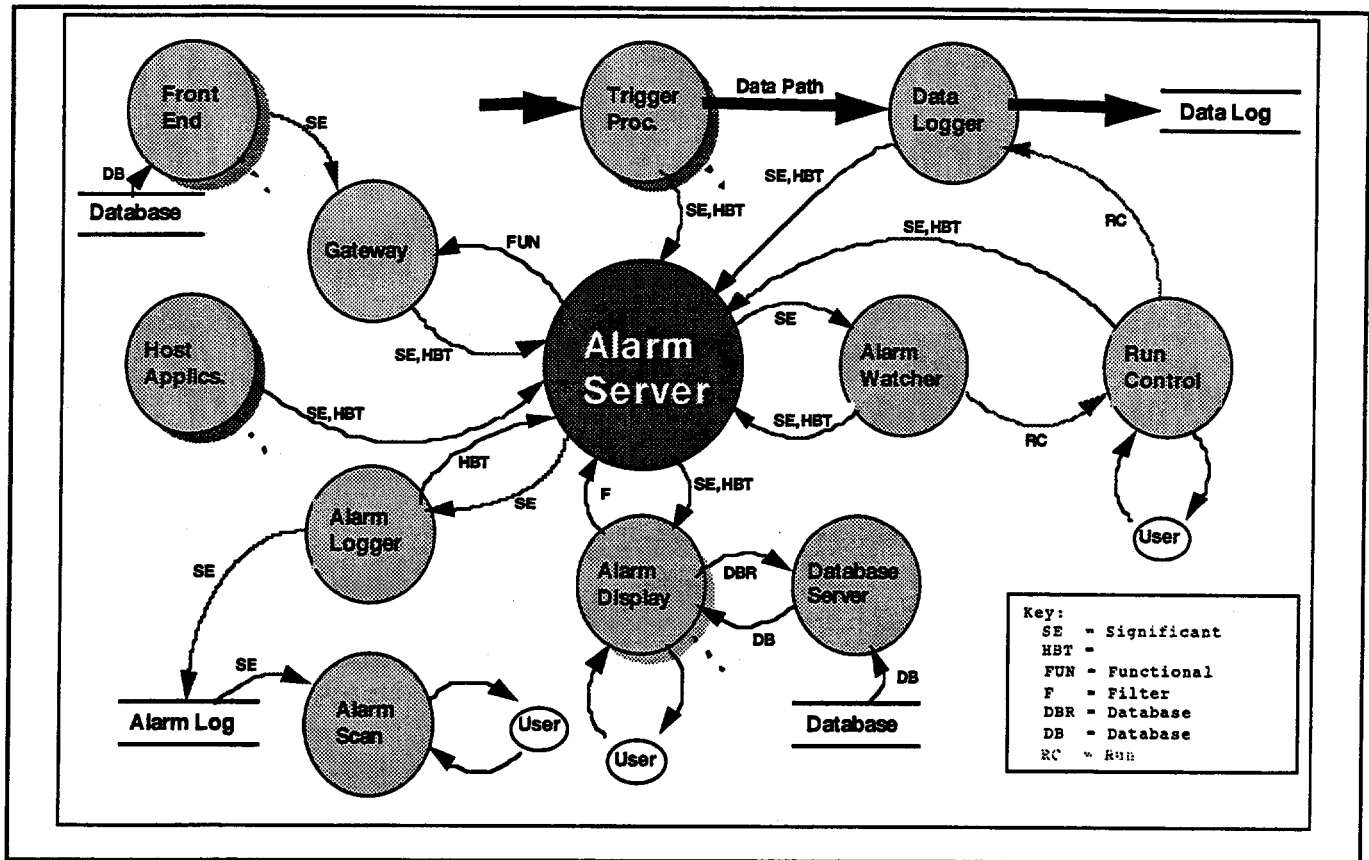 Front
End
SE
DB
Database
Trigger
Proc.
Data Path
Data
Logger
Data Log
SE,HBT
SE,HBT
RC
SE,HBT
Gateway
FUN
SE,HBT
Host
Applics.
SE,HBT
Alarm
Server
SE
Alarm
Watcher
SE,HBT
RC
Run
Control
User
HBT
SE
Alarm
Logger
SE
F
SE,HBT
Alarm
Display
DBR
DB
Database
Server
DB
Database
User
SE
Alarm Log
Alarm
Scan
User
Key:
SE = Significant
HBT =
FUN = Functional
F = Filter
DBR = Database
DB = Database
RC = Run